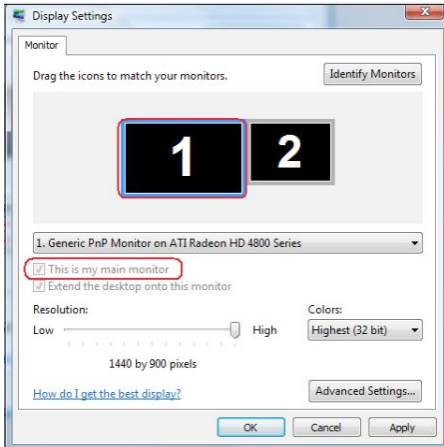 Display Settings
Monitor
Drag the icons to match your monitors.
Identify Monitors
1
2
1. Generic PnP Monitor on ATI Radeon HD 4800 Series
This is my main monitor
Extend the desktop onto this monitor
Resolution:
Colors:
Low
High
Highest (32 bit)
1440 by 900 pixels
How do I get the best display?
Advanced Settings...
OK
Cancel
Apply